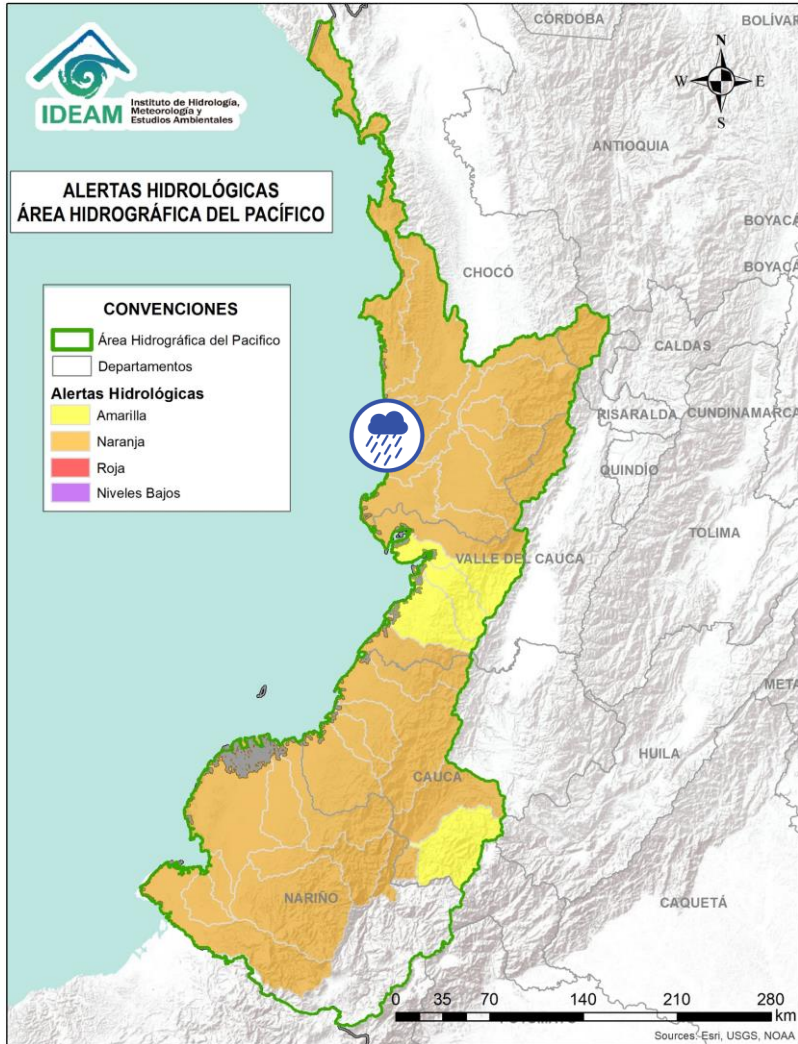 IDEAM
Instituto de Hidrología,
Meteorología y
Estudios Ambientales
ALERTAS HIDROLÓGICAS
ÁREA HIDROGRÁFICA DEL PACÍFICO
CONVENCIONES
Área Hidrográfica del Pacífico
Departamentos
Alertas Hidrológicas
Amarilla
Naranja
Roja
Niveles Bajos
CÓRDOBA
BOLÍVAR
N
W
E
S
ANTIOQUIA
BOYACÁ
CHOCÓ
BOYACÁ
CALDAS
RISARALDA
CUNDINAMARCA
QUINDÍO
TOLIMA
VALLE DEL CAUCA
META
HUILA
CAUCA
NARIÑO
CAQUETÁ
0 35 70 140 210 280
km
Sources: Esri, USGS, NOAA